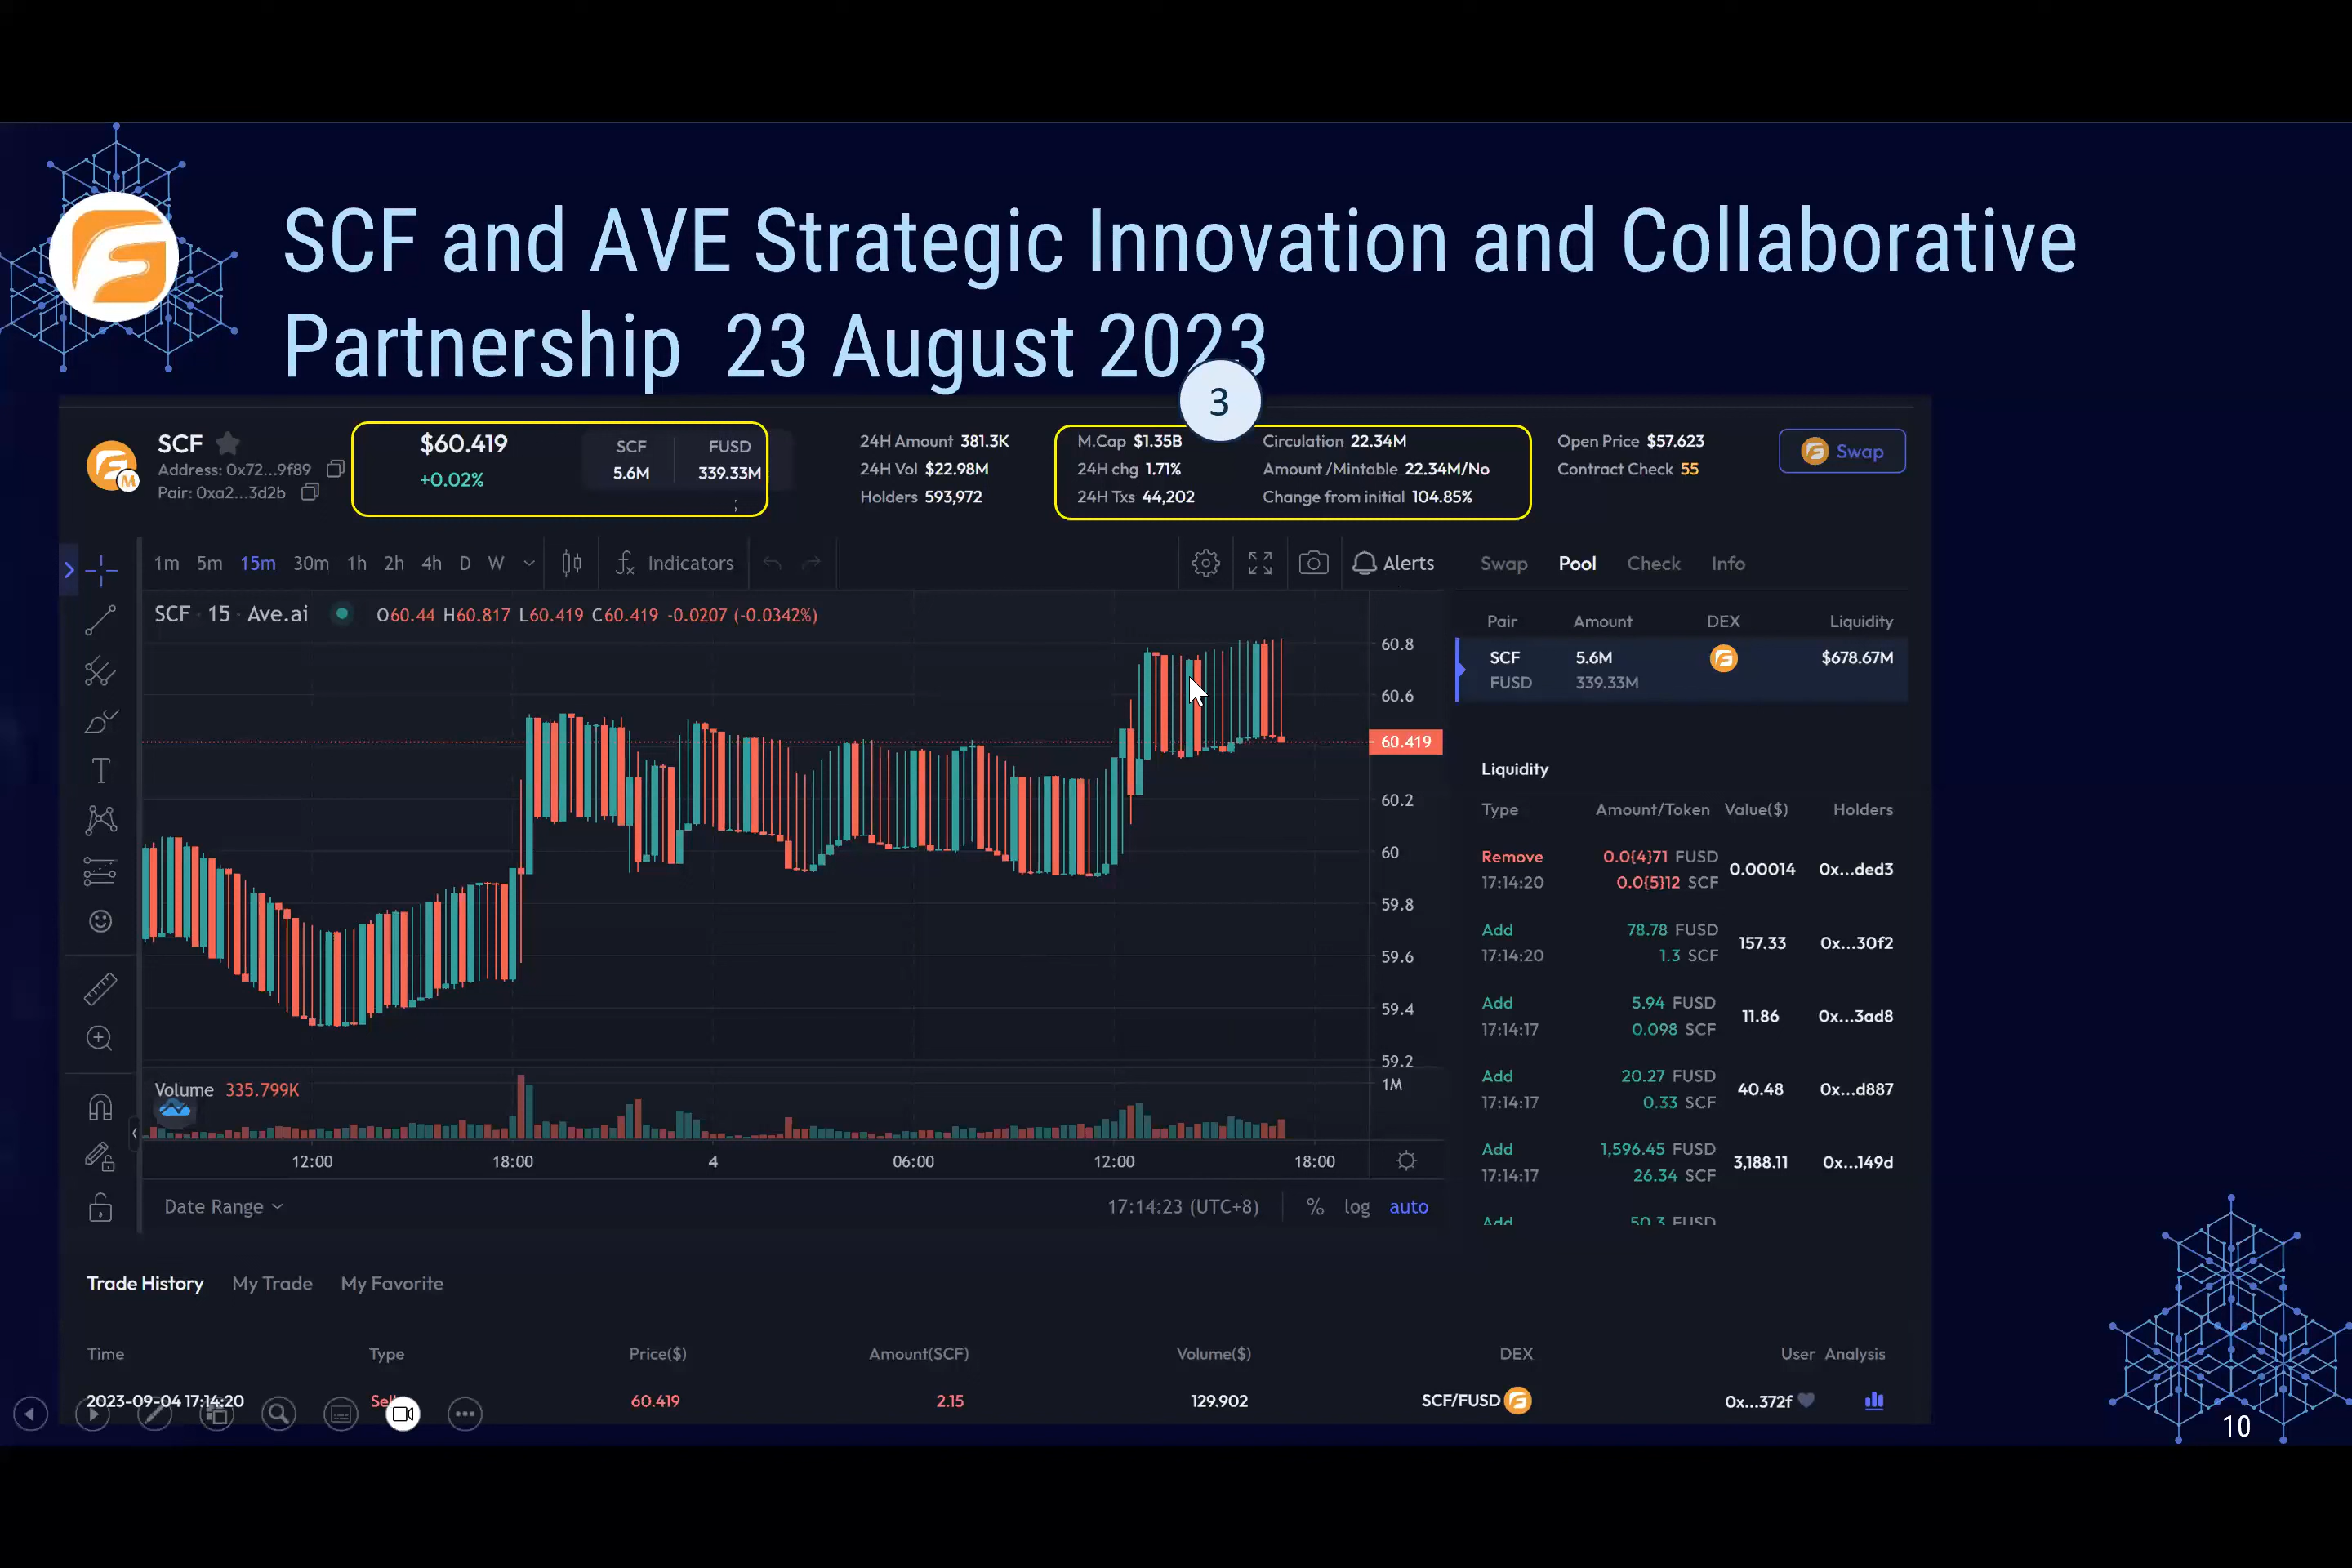 SCF and AVE Strategic Innovation and Collaborative
Partnership 23 August 2023
3
SCF
Address: 0x72...9f89
Pair: 0xa2...3d2b
$60.419
+0.02%
SCF FUSD
5.6M 339.33M
;
24H Amount 381.3K
24H Vol $22.98M
Holders 593,972
M.Cap $1.35B
24H chg 1.71%
24H Txs 44,202
Circulation 22.34M
Amount /Mintable 22.34M/No
Change from initial 104.85%
Open Price $57.623
Contract Check 55
Swap
1m 5m 15m 30m 1h 2h 4h D W Indicators Alerts
SCF · 15 · Ave.ai O60.44 H60.817 L60.419 C60.419 -0.0207 (-0.0342%)
60.8
60.6
60.419
60.2
60
59.8
59.6
59.4
59.2
1M
Volume 335.799K
12:00 18:00 4 06:00 12:00 18:00
Date Range 17:14:23 (UTC+8) % log auto
Swap Pool Check Info
Pair Amount DEX Liquidity
SCF 5.6M $678.67M
FUSD 339.33M
Liquidity
Type Amount/Token Value($) Holders
Remove 0.0{4}71 FUSD
0.00014 0x...ded3
17:14:20 0.0{5}12 SCF
Add 78.78 FUSD
157.33 0x...30f2
17:14:20 1.3 SCF
Add 5.94 FUSD
11.86 0x...3ad8
17:14:17 0.098 SCF
Add 20.27 FUSD
40.48 0x...d887
17:14:17 0.33 SCF
Add 1,596.45 FUSD
3,188.11 0x...149d
17:14:17 26.34 SCF
Add 50.3 FUSD
Trade History My Trade My Favorite
Time Type Price($) Amount(SCF) Volume($) DEX User Analysis
2023-09-04 17:14:20 Sell 60.419 2.15 129.902 SCF/FUSD 0x...372f
10